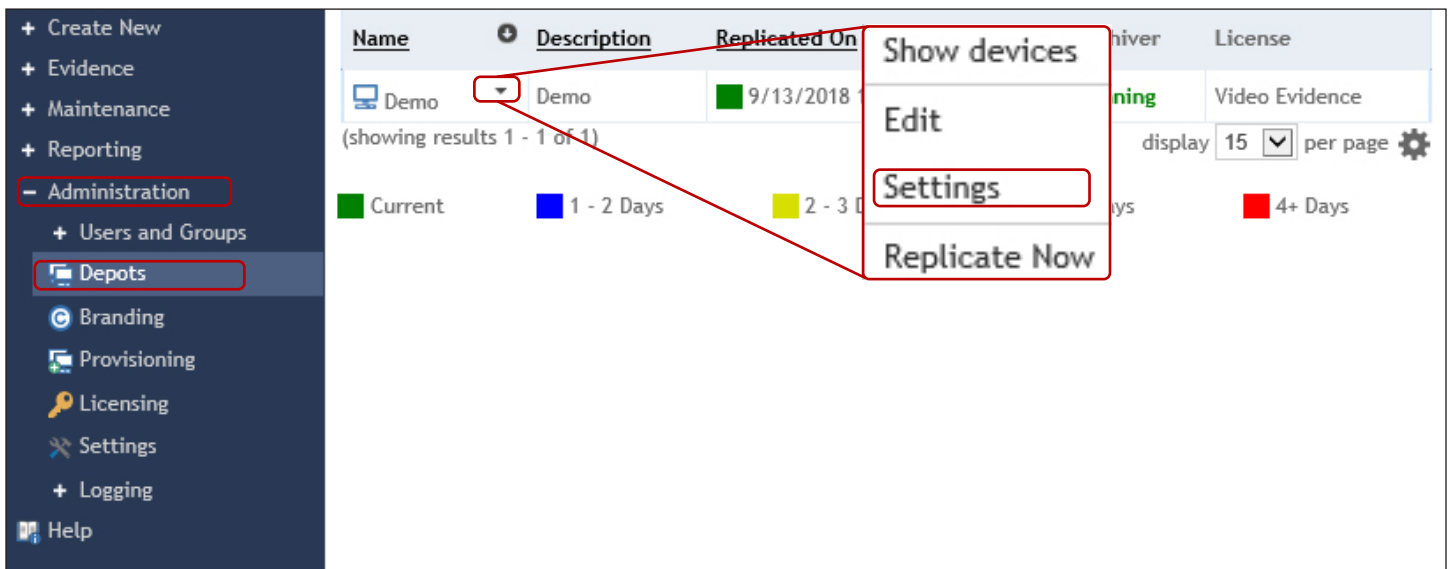 + Create New
+ Evidence
+ Maintenance
+ Reporting
− Administration
+ Users and Groups
Depots
Branding
Provisioning
Licensing
Settings
+ Logging
Help
Name Description Replicated On License
Demo Demo 9/13/2018 Video Evidence
(showing results 1 - 1 of 1) display 15 per page
Current 1 - 2 Days 2 - 3 4+ Days
Show devices
Edit
Settings
Replicate Now